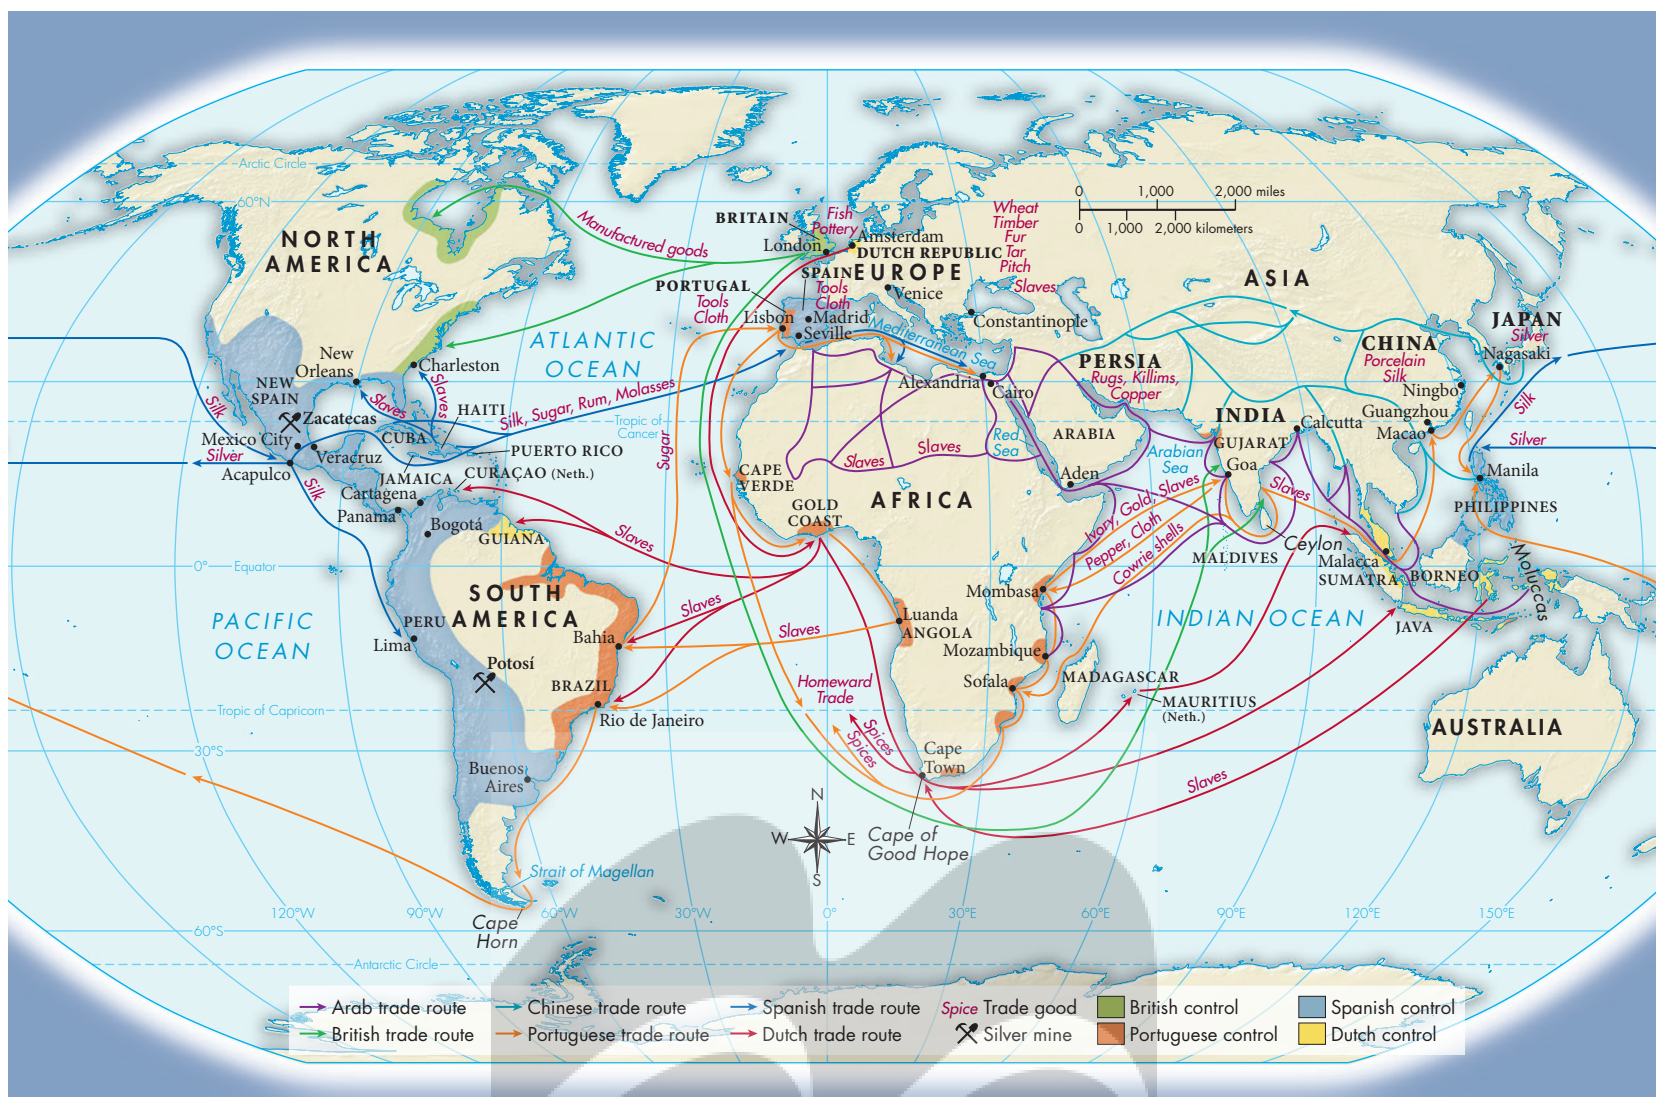 Arctic Circle
60°N
NORTH
AMERICA
Manufactured goods
BRITAIN
London
Fish
Pottery
Amsterdam
DUTCH REPUBLIC
Wheat
Timber
Fur
Tar
Pitch
Slaves
0 1,000 2,000 miles
0 1,000 2,000 kilometers
SPAIN
EUROPE
Tools
Cloth
PORTUGAL
Tools
Cloth
Venice
Lisbon
Madrid
Seville
Constantinople
Mediterranean Sea
ASIA
ATLANTIC
OCEAN
JAPAN
Silver
Nagasaki
CHINA
Porcelain
Silk
Ningbo
Guangzhou
Macao
PERSIA
Rugs, Killims,
Copper
Alexandria
Cairo
New
Orleans
Charleston
NEW
SPAIN
Slaves
Slaves
Silk
Zacatecas
HAITI
Silk, Sugar, Rum, Molasses
Tropic of
Cancer
Sugar
Mexico City
Silver
Acapulco
Veracruz
CUBA
PUERTO RICO
JAMAICA
CURAÇAO (Neth.)
Silk
Cartagena
Panama
Bogotá
GUIANA
Slaves
CAPE
VERDE
GOLD
COAST
AFRICA
Slaves
Slaves
Red
Sea
ARABIA
Aden
Arabian
Sea
INDIA
GUJARAT
Goa
Calcutta
Slaves
Silk
Silver
Manila
PHILIPPINES
Ivory, Gold, Slaves
Pepper, Cloth
Cowrie shells
MALDIVES
Ceylon
Malacca
SUMATRA
BORNEO
Moluccas
JAVA
0°
Equator
SOUTH
AMERICA
PERU
Lima
Bahia
Slaves
Slaves
Luanda
ANGOLA
Mombasa
Mozambique
Sofala
INDIAN OCEAN
PACIFIC
OCEAN
Potosí
BRAZIL
Rio de Janeiro
Homeward
Trade
Spices
Spices
MADAGASCAR
MAURITIUS
(Neth.)
AUSTRALIA
Tropic of Capricorn
30°S
Buenos
Aires
Cape
Town
Slaves
N
W
E
S
Cape of
Good Hope
Strait of Magellan
Cape
Horn
120°W
90°W
60°W
30°W
0°
30°E
60°E
90°E
120°E
150°E
60°S
Antarctic Circle
Arab trade route
Chinese trade route
Spanish trade route
Spice Trade good
British control
Spanish control
British trade route
Portuguese trade route
Dutch trade route
Silver mine
Portuguese control
Dutch control